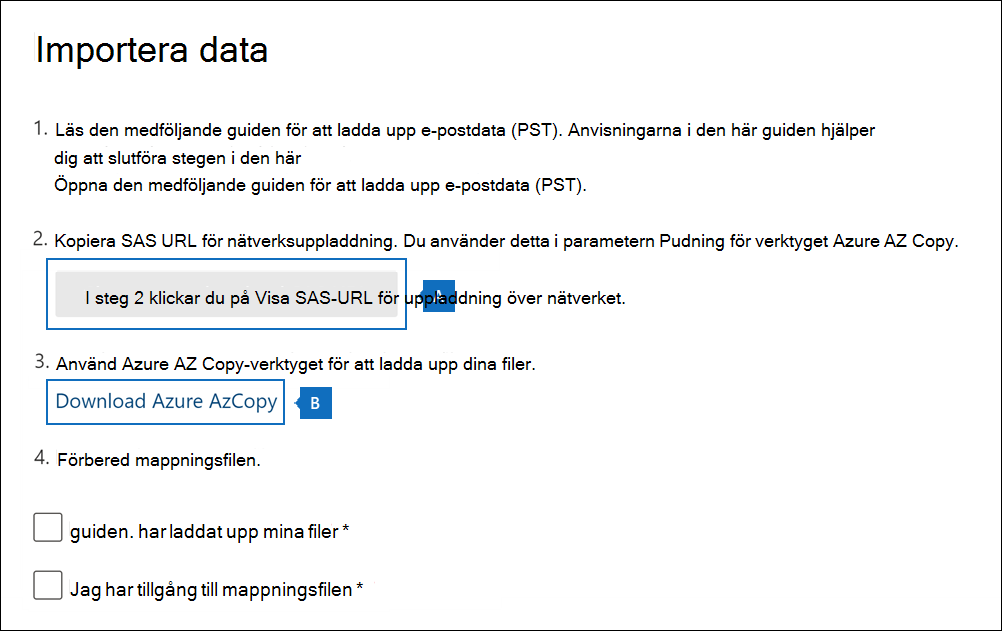 Importera data
1. Läs den medföljande guiden för att ladda upp e-postdata (PST). Anvisningarna i den här guiden hjälper
dig att slutföra stegen i den här
Öppna den medföljande guiden för att ladda upp e-postdata (PST).
2. Kopiera SAS URL för nätverksuppladdning. Du använder detta i parametern Pudning för verktyget Azure AZ Copy.
I steg 2 klickar du på Visa SAS-URL för uppladdning över nätverket.
A
3. Använd Azure AZ Copy-verktyget för att ladda upp dina filer.
Download Azure AzCopy
B
4. Förbered mappningsfilen.
guiden. har laddat upp mina filer *
Jag har tillgång till mappningsfilen *